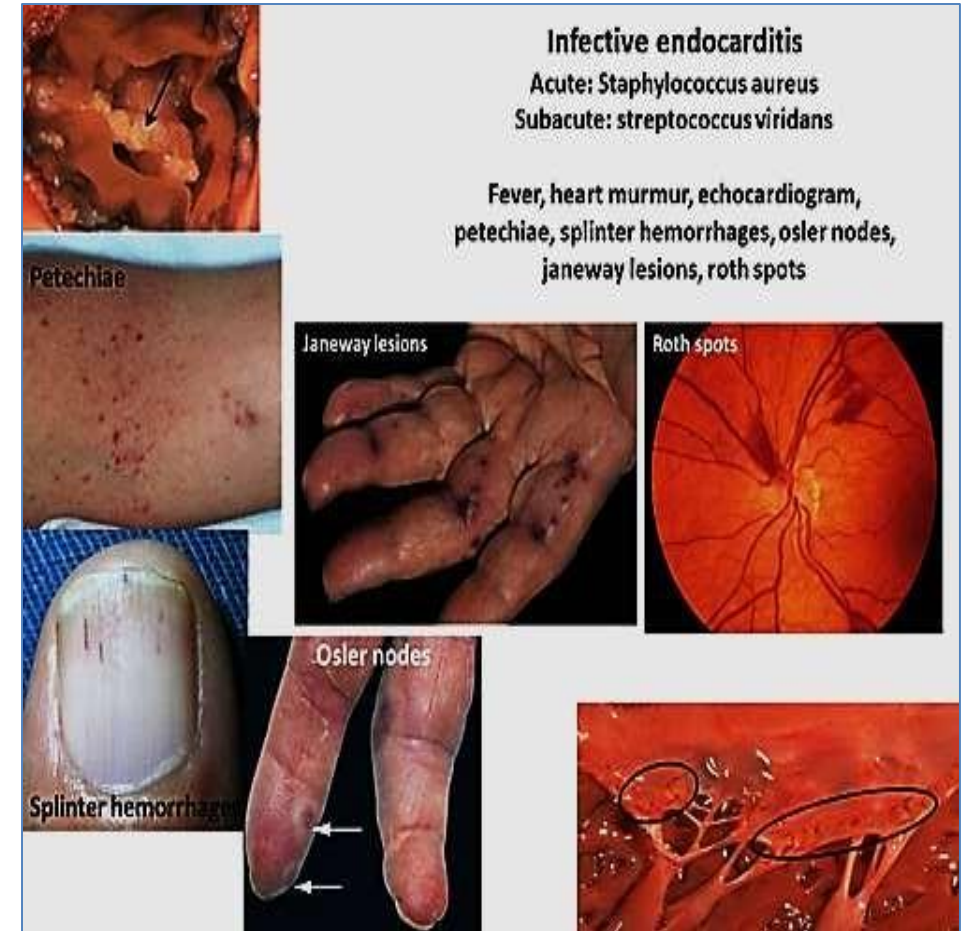 Infective endocarditis
Acute: Staphylococcus aureus
Subacute: streptococcus viridans
Fever, heart murmur, echocardiogram,
petechiae, splinter hemorrhages, osler nodes,
janeway lesions, roth spots
Petechiae
Janeway lesions
Roth spots
Splinter hemorrhages
Osler nodes